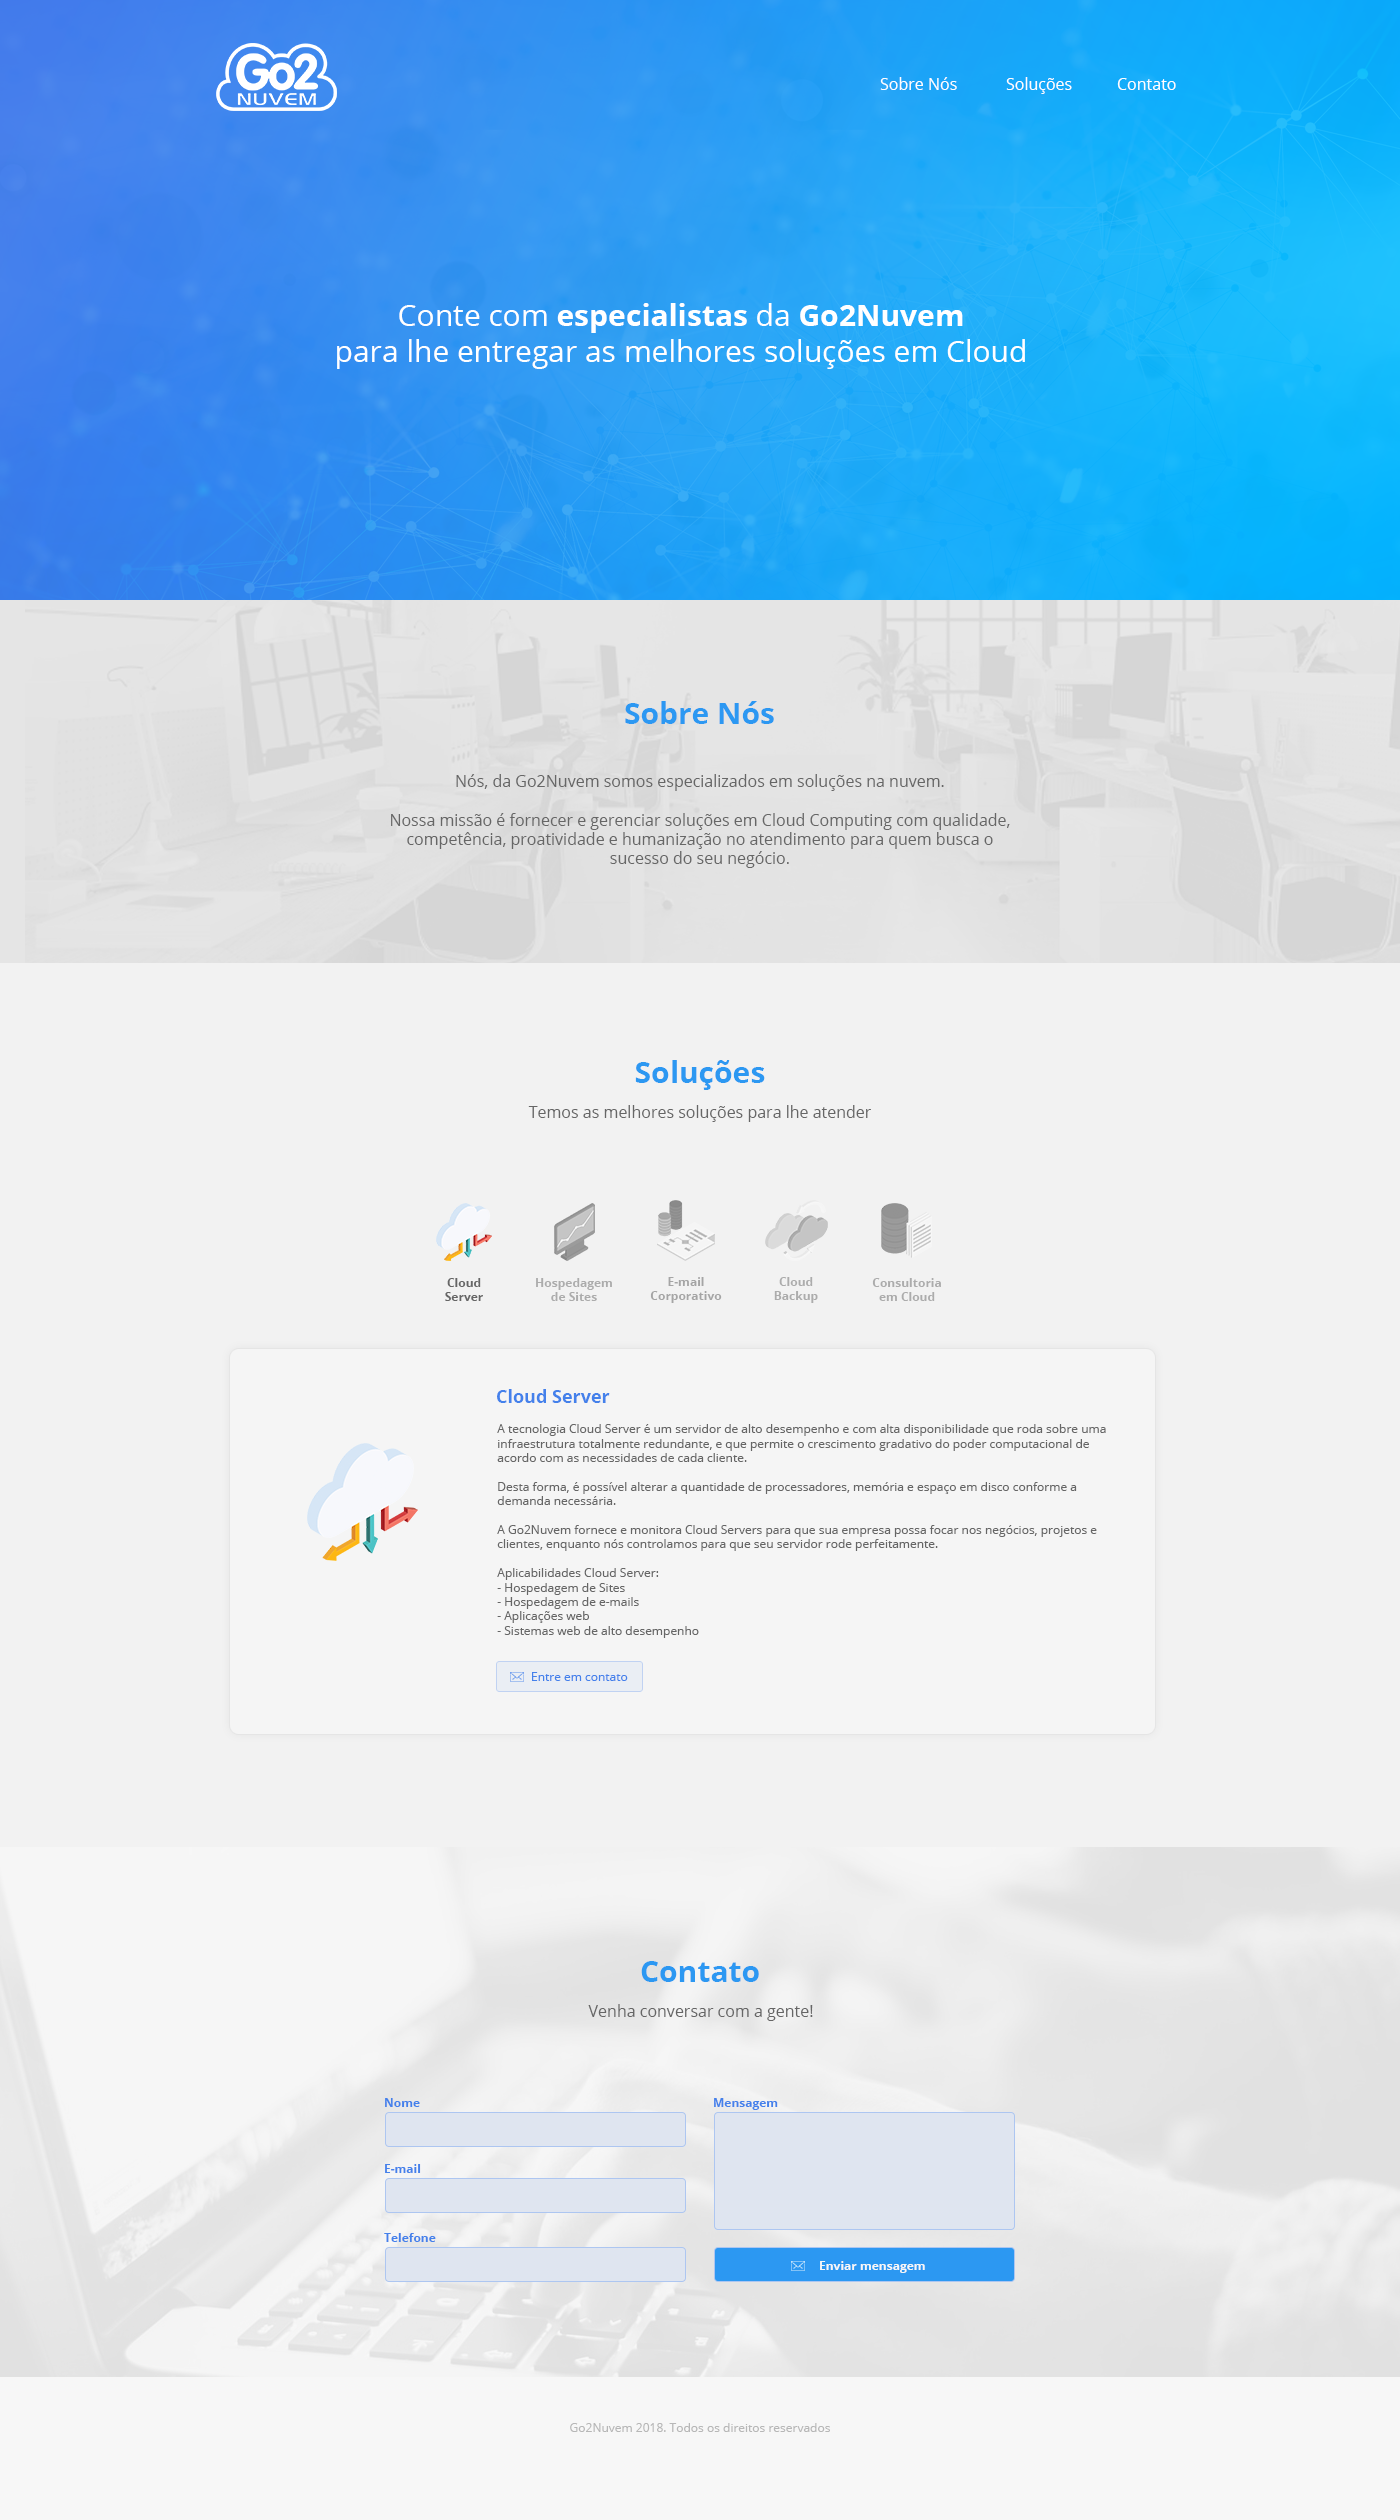 Go2
NUVEM
Sobre Nós
Soluções
Contato
Conte com especialistas da Go2Nuvem
para lhe entregar as melhores soluções em Cloud
Sobre Nós
Nós, da Go2Nuvem somos especializados em soluções na nuvem.
Nossa missão é fornecer e gerenciar soluções em Cloud Computing com qualidade,
competência, proatividade e humanização no atendimento para quem busca o
sucesso do seu negócio.
Soluções
Temos as melhores soluções para lhe atender
Cloud
Server
Hospedagem
de Sites
E-mail
Corporativo
Cloud
Backup
Consultoria
em Cloud
Cloud Server
A tecnologia Cloud Server é um servidor de alto desempenho e com alta disponibilidade que roda sobre uma
infraestrutura totalmente redundante, e que permite o crescimento gradativo do poder computacional de
acordo com as necessidades de cada cliente.
Desta forma, é possível alterar a quantidade de processadores, memória e espaço em disco conforme a
demanda necessária.
A Go2Nuvem fornece e monitora Cloud Servers para que sua empresa possa focar nos negócios, projetos e
clientes, enquanto nós controlamos para que seu servidor rode perfeitamente.
Aplicabilidades Cloud Server:
- Hospedagem de Sites
- Hospedagem de e-mails
- Aplicações web
- Sistemas web de alto desempenho
Entre em contato
Contato
Venha conversar com a gente!
Nome
E-mail
Telefone
Mensagem
Enviar mensagem
Go2Nuvem 2018. Todos os direitos reservados